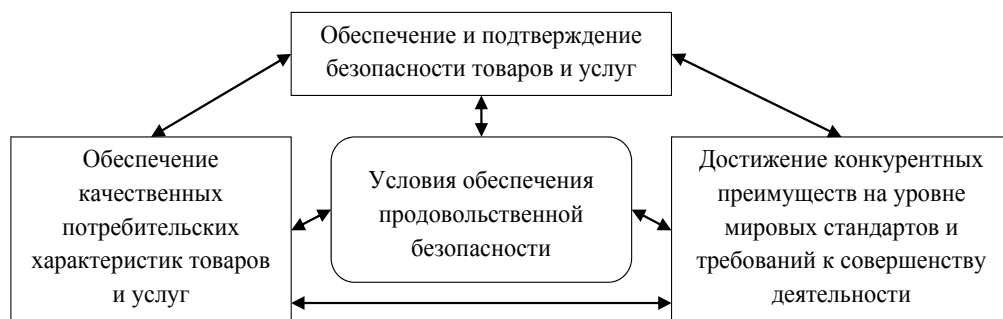 Обеспечение и подтверждение
безопасности товаров и услуг
Обеспечение
качественных
потребительских
характеристик товаров
и услуг
Условия обеспечения
продовольственной
безопасности
Достижение конкурентных
преимуществ на уровне
мировых стандартов и
требований к совершенству
деятельности